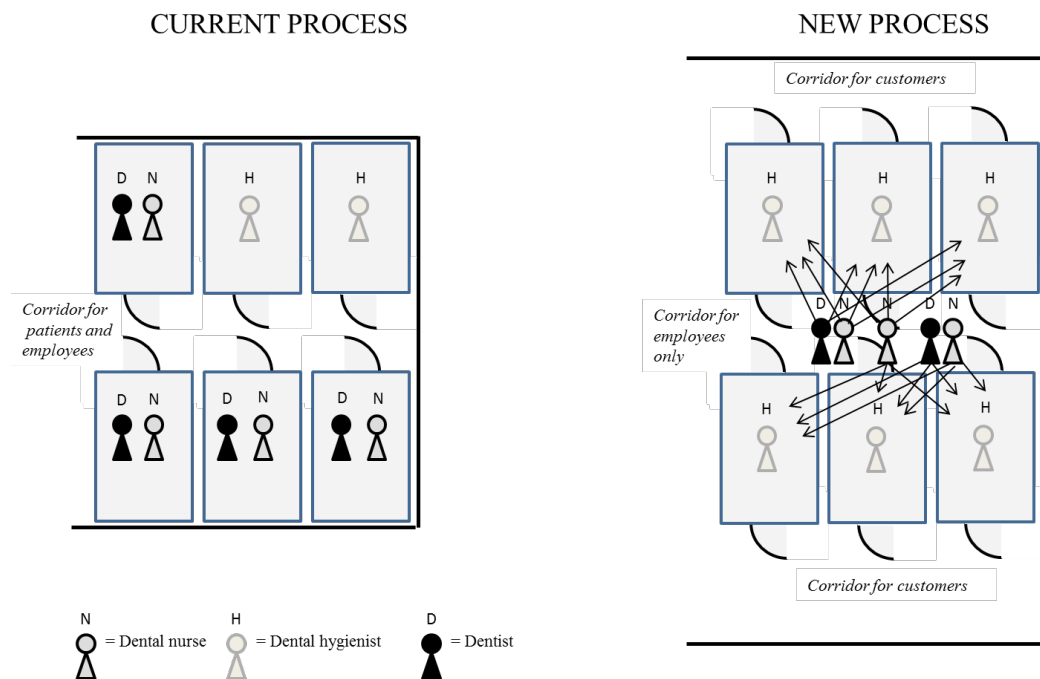 CURRENT PROCESS
D N
H
H
Corridor for
patients and
employees
D N
D N
D N
NEW PROCESS
Corridor for customers
H
H
H
Corridor for
employees
only
D N
N
D N
H
H
H
Corridor for customers
N
= Dental nurse
H
= Dental hygienist
D
= Dentist